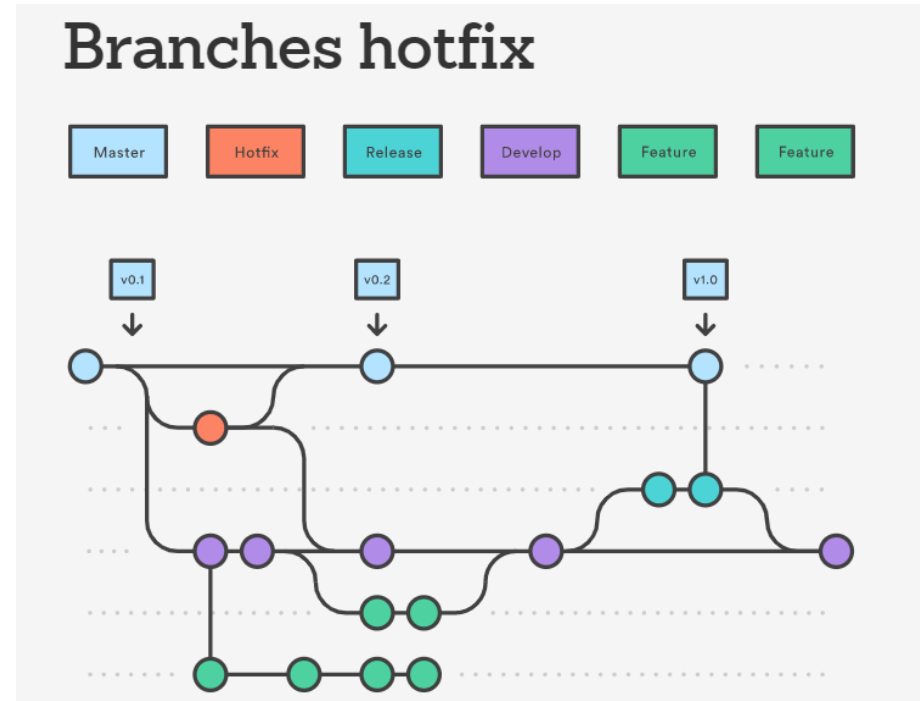 Branches hotfix
Master Hotfix Release Develop Feature Feature
v0.1 v0.2 v1.0